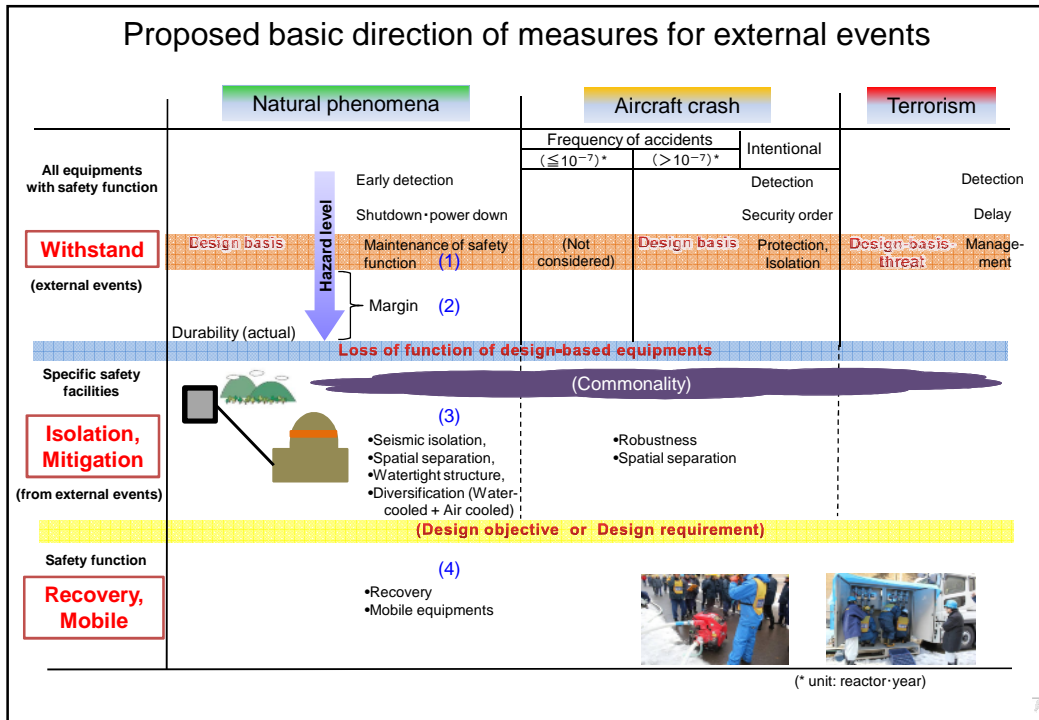 Proposed basic direction of measures for external events
Natural phenomena
Aircraft crash
Terrorism
Frequency of accidents
Intentional
(≦10⁻⁷)*
(>10⁻⁷)*
All equipments
with safety function
Early detection
Detection
Detection
Shutdown・power down
Security order
Delay
Withstand
(external events)
Design basis
Hazard level
Maintenance of safety
function
(1)
(Not
considered)
Design basis
Protection,
Isolation
Design-basis-
threat
Manage-
ment
Margin
(2)
Durability (actual)
Loss of function of design-based equipments
Specific safety
facilities
(Commonality)
Isolation,
Mitigation
(from external events)
(3)
•Seismic isolation,
•Spatial separation,
•Watertight structure,
•Diversification (Water-
cooled + Air cooled)
•Robustness
•Spatial separation
(Design objective or Design requirement)
Safety function
Recovery,
Mobile
(4)
•Recovery
•Mobile equipments
(* unit: reactor・year)
7